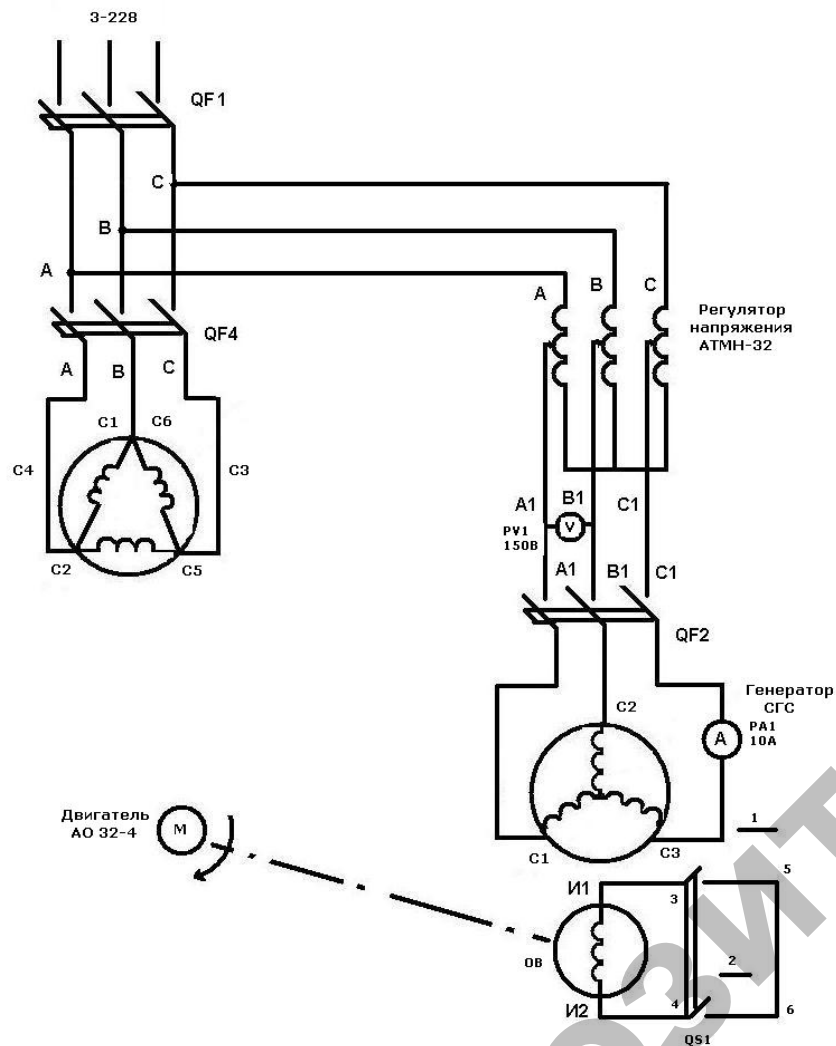 3-228
QF1
C
B
A
A
B
C
Регулятор
напряжения
АТМН-32
QF4
A
B
C
C1
C6
C4
C3
C2
C5
A1
B1
C1
PV1
150В
V
A1
B1
C1
QF2
Генератор
СГС
C2
PA1
10А
A
Двигатель
АО 32-4
М
1
C1
C3
И1
3
5
ОВ
2
И2
4
6
QS1
ЗИТ